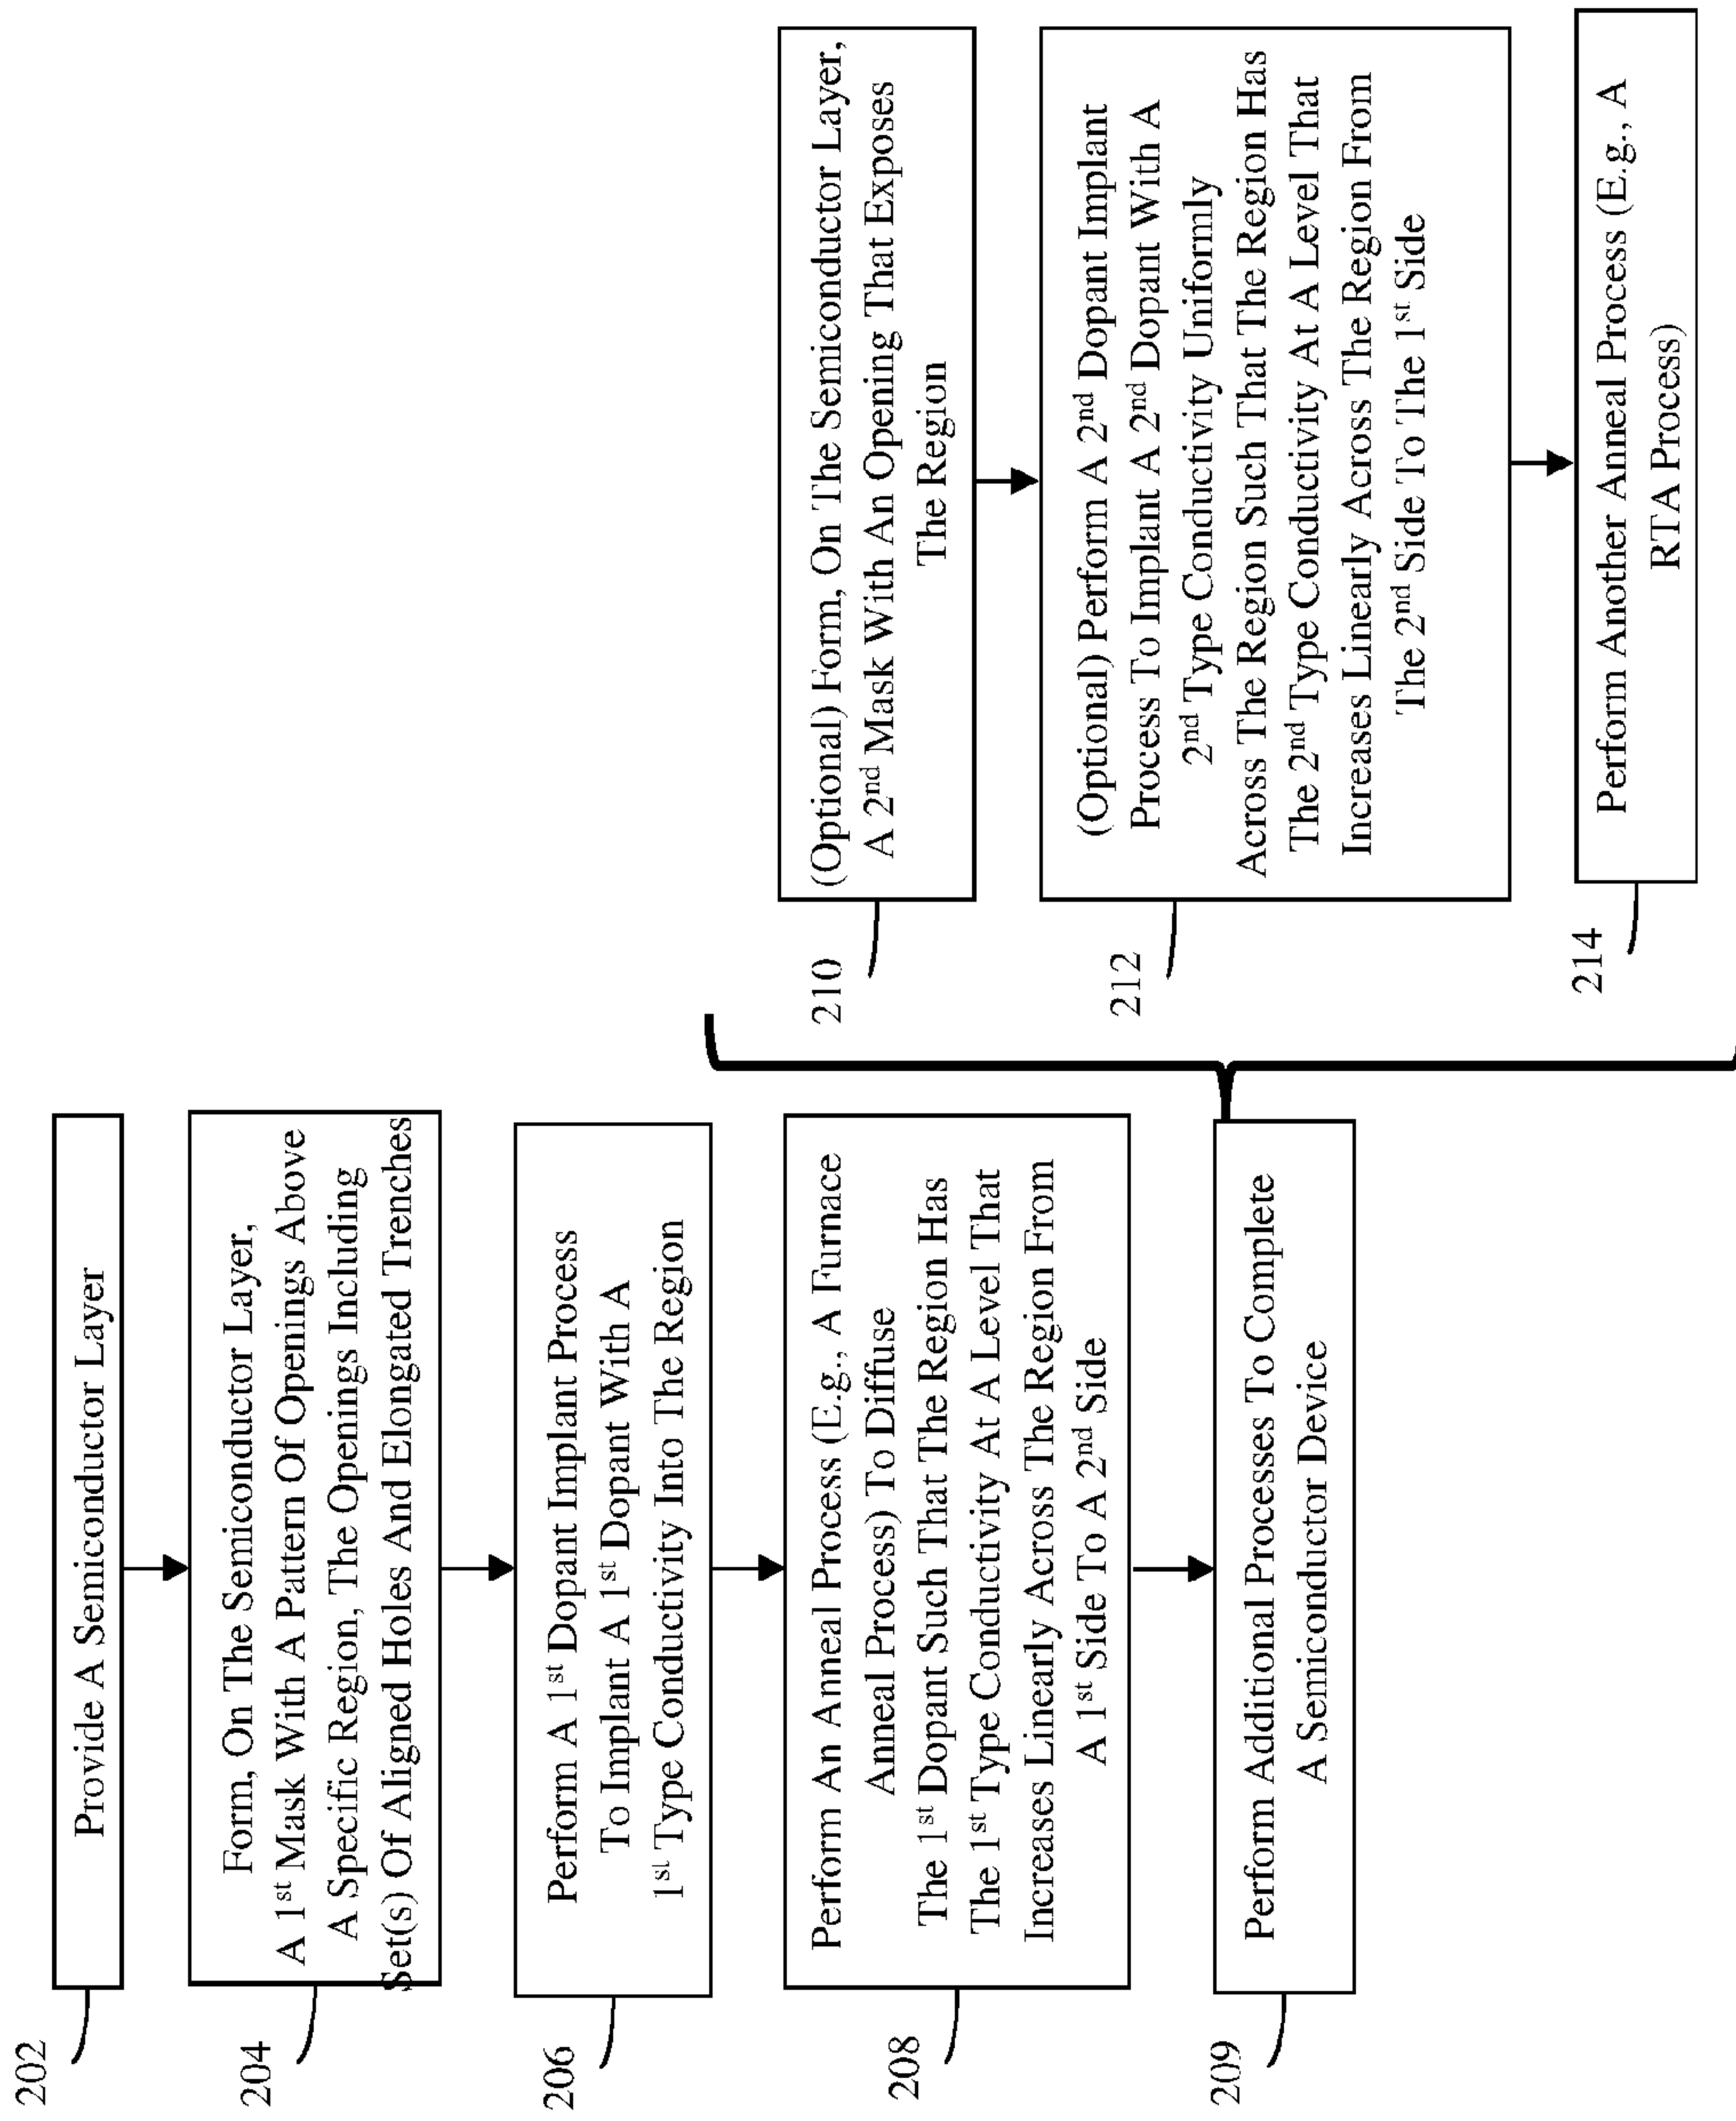 202
Provide A Semiconductor Layer
204
Form, On The Semiconductor Layer,
A 1st Mask With A Pattern Of Openings Above
A Specific Region, The Openings Including
Set(s) Of Aligned Holes And Elongated Trenches
206
Perform A 1st Dopant Implant Process
To Implant A 1st Dopant With A
1st Type Conductivity Into The Region
208
Perform An Anneal Process (E.g., A Furnace
Anneal Process) To Diffuse
The 1st Dopant Such That The Region Has
The 1st Type Conductivity At A Level That
Increases Linearly Across The Region From
A 1st Side To A 2nd Side
209
Perform Additional Processes To Complete
A Semiconductor Device
210
(Optional) Form, On The Semiconductor Layer,
A 2nd Mask With An Opening That Exposes
The Region
212
(Optional) Perform A 2nd Dopant Implant
Process To Implant A 2nd Dopant With A
2nd Type Conductivity Uniformly
Across The Region Such That The Region Has
The 2nd Type Conductivity At A Level That
Increases Linearly Across The Region From
The 2nd Side To The 1st Side
214
Perform Another Anneal Process (E.g., A
RTA Process)